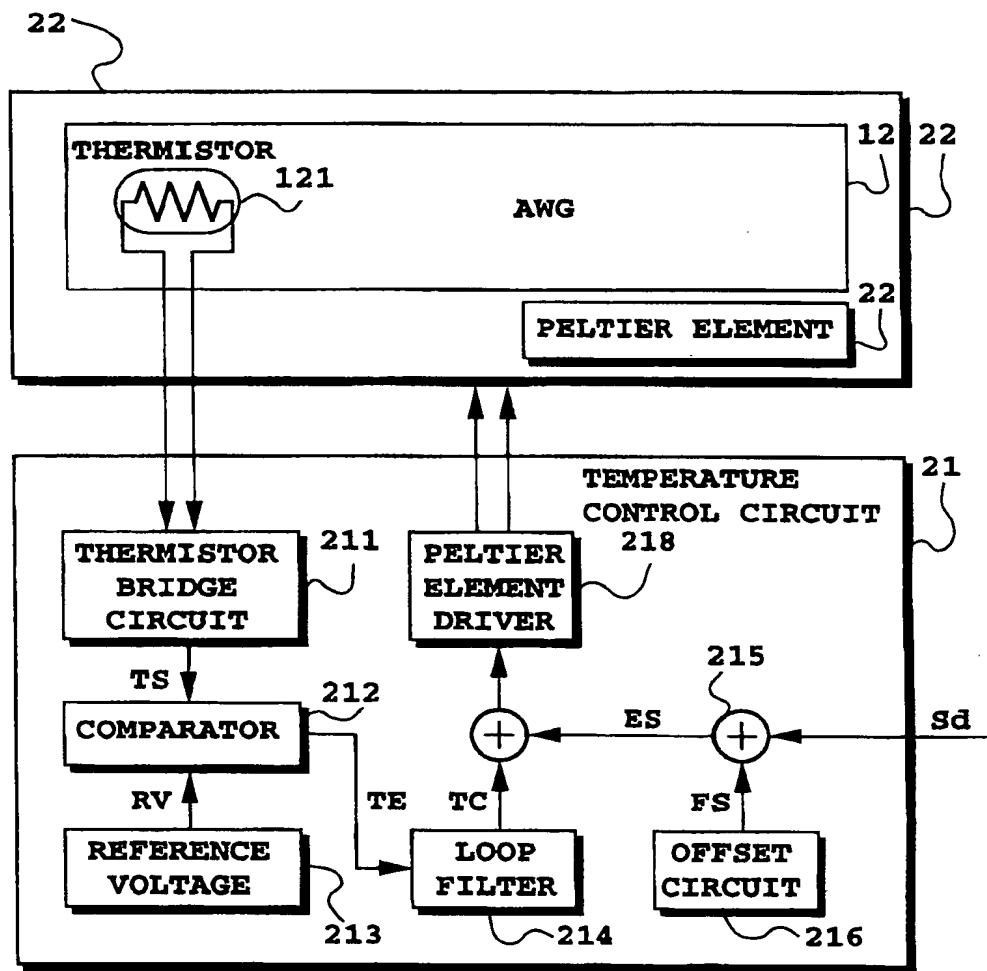 22
THERMISTOR
121
AWG
12
22
22
PELTIER ELEMENT
21
TEMPERATURE
CONTROL CIRCUIT
218
211
THERMISTOR
BRIDGE
CIRCUIT
PELTIER
ELEMENT
DRIVER
TS
212
COMPARATOR
215
ES
Sd
RV
TE
TC
FS
REFERENCE
VOLTAGE
LOOP
FILTER
OFFSET
CIRCUIT
213
214
216